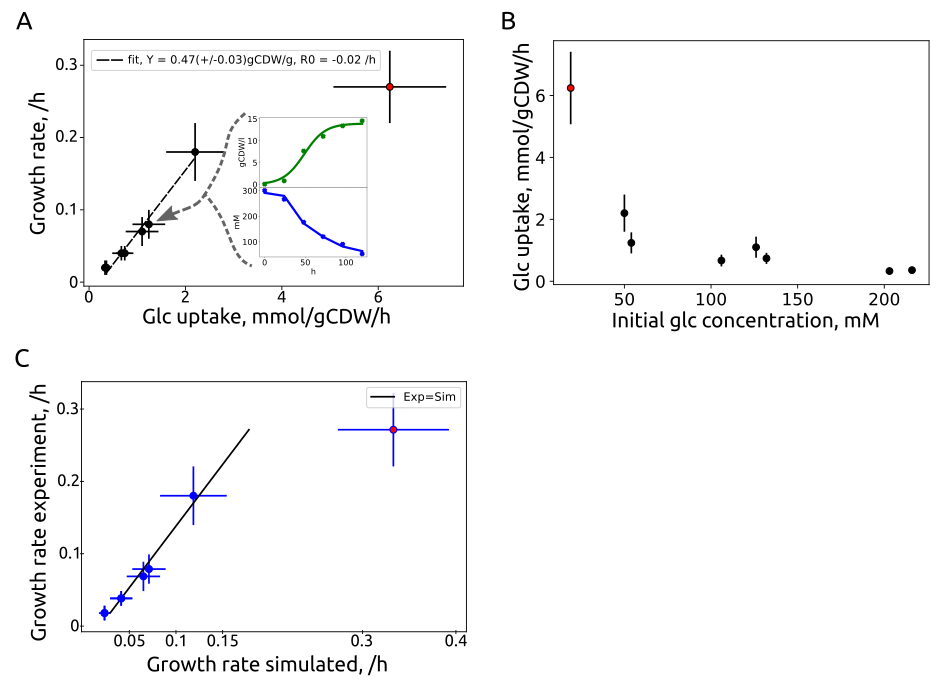 A
Growth rate, /h
0.3
0.2
0.1
0
fit, Y = 0.47(+/-0.03)gCDW/g, R0 = -0.02 /h
gCDW/l
15
10
5
0
mM
300
200
100
0 50 100
h
0 2 4 6
Glc uptake, mmol/gCDW/h
B
Glc uptake, mmol/gCDW/h
6
4
2
0
50 100 150 200
Initial glc concentration, mM
C
Growth rate experiment, /h
0.3
0.2
0.1
0
Exp=Sim
0.05 0.1 0.15 0.3 0.4
Growth rate simulated, /h